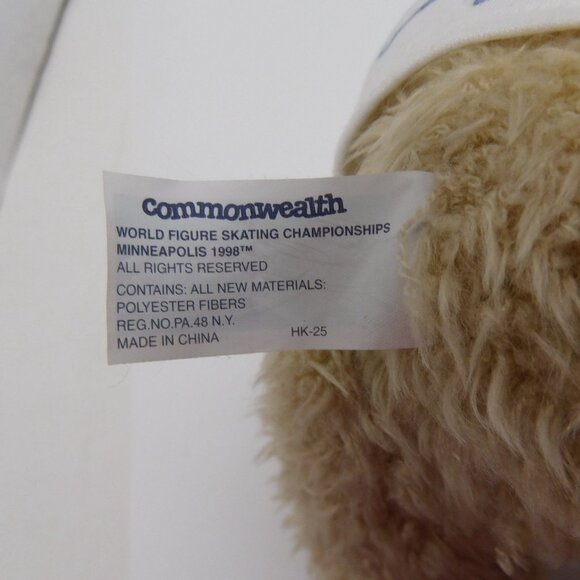 commonwealth
WORLD FIGURE SKATING CHAMPIONSHIPS
MINNEAPOLIS 1998™
ALL RIGHTS RESERVED
CONTAINS: ALL NEW MATERIALS:
POLYESTER FIBERS
REG.NO.PA.48 N.Y.
MADE IN CHINA HK-25